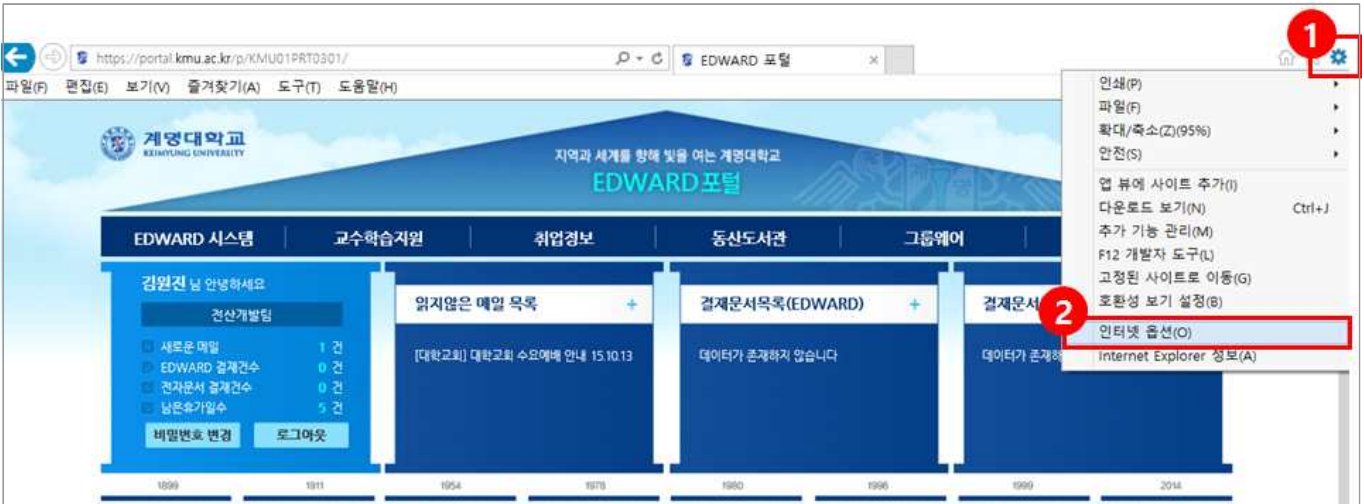 1
https://portal.kmu.ac.kr/p/KMU01PRT0301/
EDWARD 포털
파일(F) 편집(E) 보기(V) 즐겨찾기(A) 도구(T) 도움말(H)
계명대학교
KEIMYUNG UNIVERSITY
지역과 세계를 향해 빛을 여는 계명대학교
EDWARD포털
EDWARD 시스템 교수학습지원 취업정보 동산도서관 그룹웨어
김원진 님 안녕하세요
전산개발팀
새로운 메일 1 건
EDWARD 결재건수 0 건
전자문서 결재건수 0 건
남은휴가일수 5 건
비밀번호 변경 로그아웃
읽지않은 메일 목록 +
[대학교회] 대학교회 수요예배 안내 15.10.13
결재문서목록(EDWARD) +
데이터가 존재하지 않습니다
결재문서
데이터가 존재하
인쇄(P)
파일(F)
확대/축소(Z)(95%)
안전(S)
앱 뷰에 사이트 추가(I)
다운로드 보기(N) Ctrl+J
추가 기능 관리(M)
F12 개발자 도구(L)
고정된 사이트로 이동(G)
호환성 보기 설정(B)
2
인터넷 옵션(O)
Internet Explorer 정보(A)
1899 1911 1954 1978 1980 1996 1999 2014